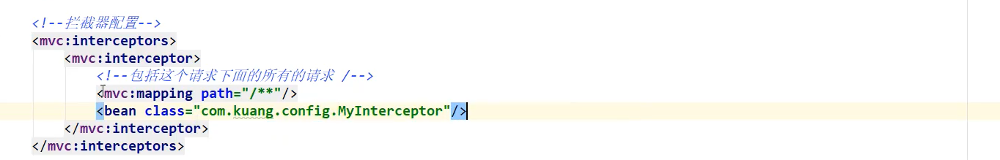 <!--拦截器配置-->
<mvc:interceptors>
<mvc:interceptor>
<!--包括这个请求下面的所有的请求 /-->
<mvc:mapping path="/**"/>
<bean class="com.kuang.config.MyInterceptor"/>
</mvc:interceptor>
</mvc:interceptors>